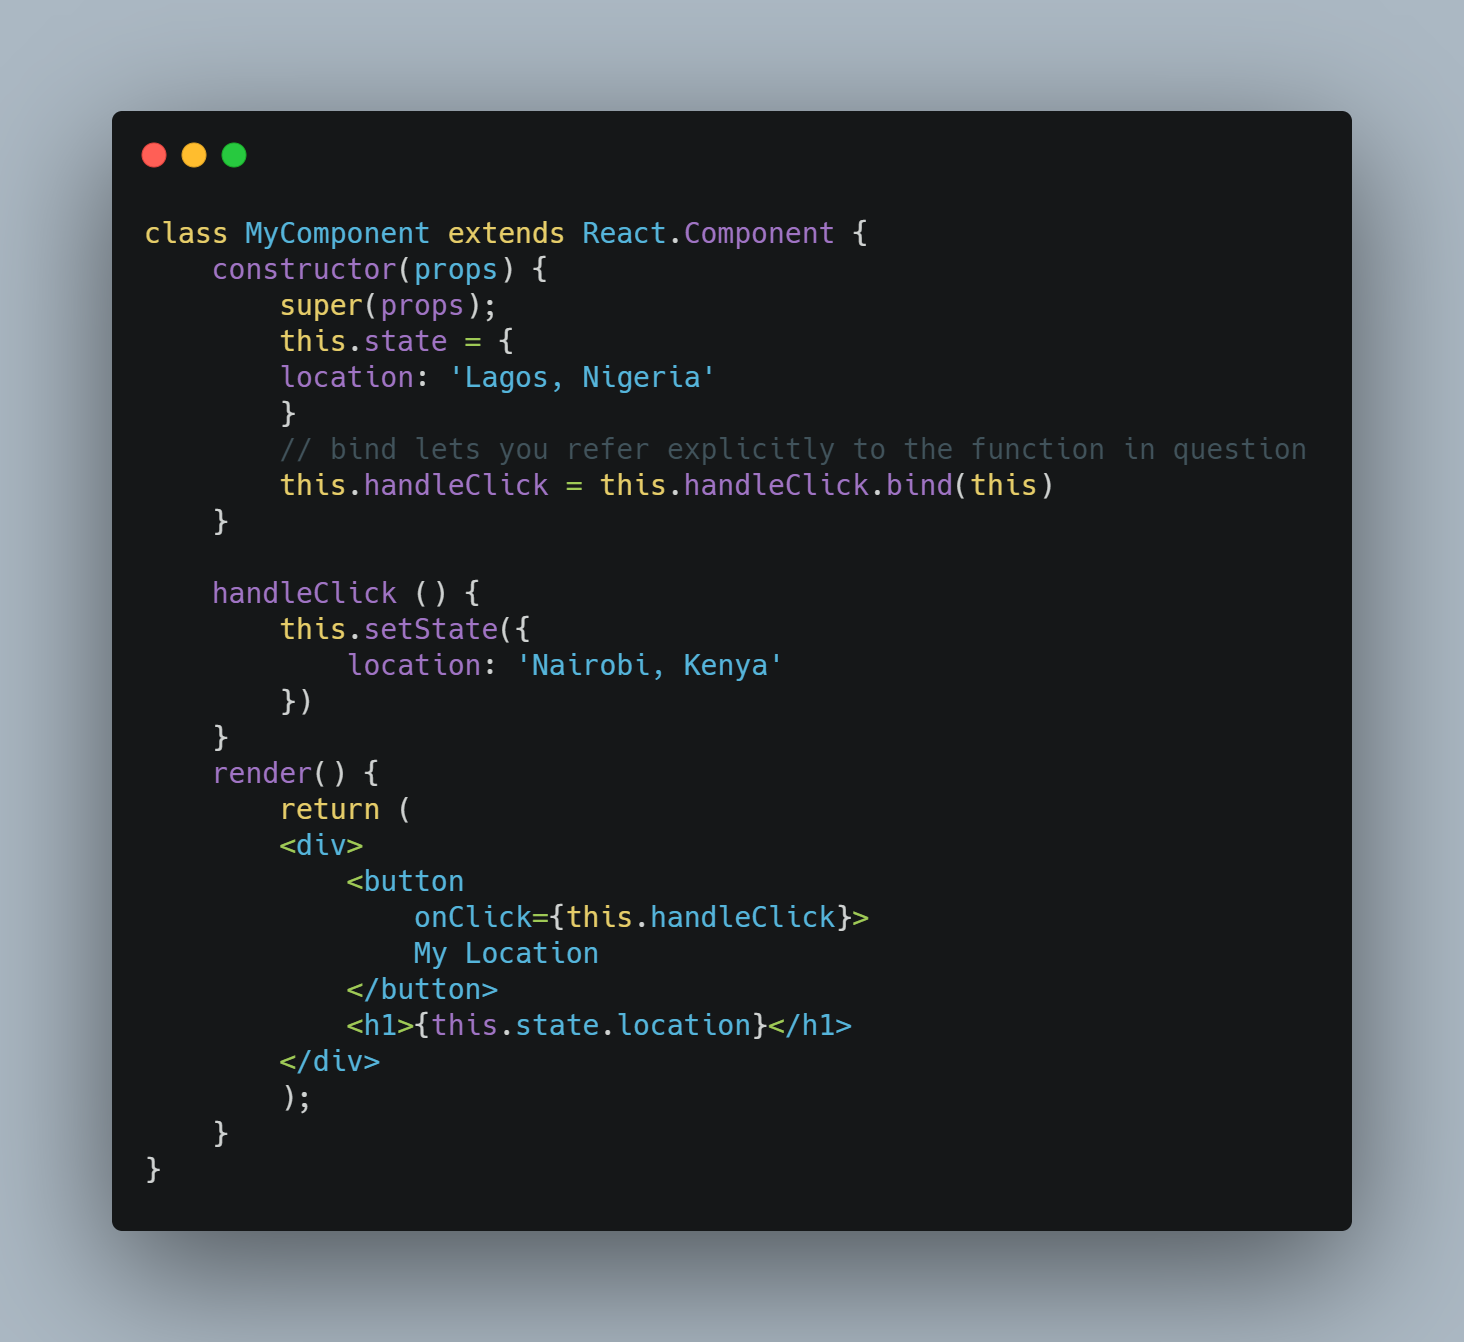 class MyComponent extends React.Component {
    constructor(props) {
        super(props);
        this.state = {
        location: 'Lagos, Nigeria'
        }
        // bind lets you refer explicitly to the function in question
        this.handleClick = this.handleClick.bind(this)
    }

    handleClick () {
        this.setState({
            location: 'Nairobi, Kenya'
        })
    }
    render() {
        return (
        <div>
            <button
                onClick={this.handleClick}>
                My Location
            </button>
            <h1>{this.state.location}</h1>
        </div>
        );
    }
}